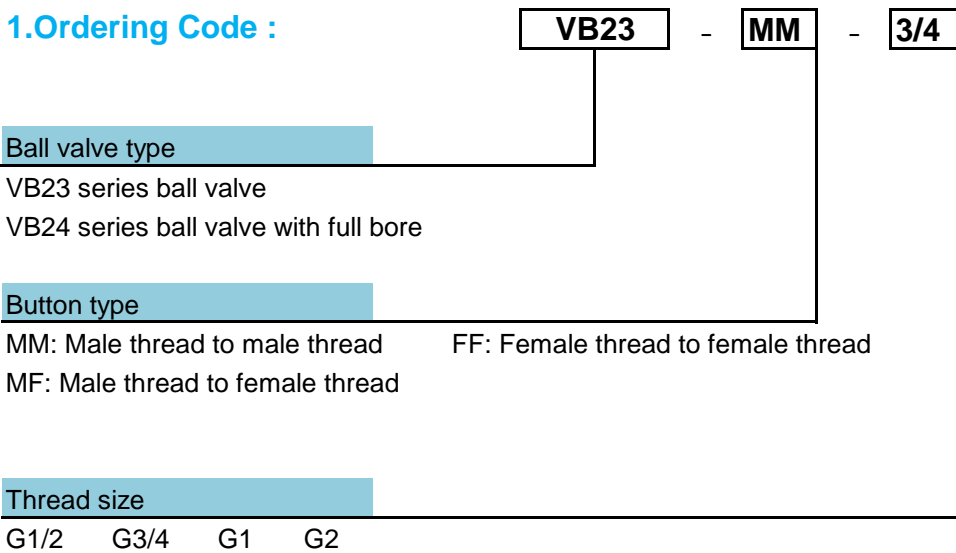 1.Ordering Code : VB23 - MM - 3/4
Ball valve type
VB23 series ball valve
VB24 series ball valve with full bore
Button type
MM: Male thread to male thread FF: Female thread to female thread
MF: Male thread to female thread
Thread size
G1/2 G3/4 G1 G2